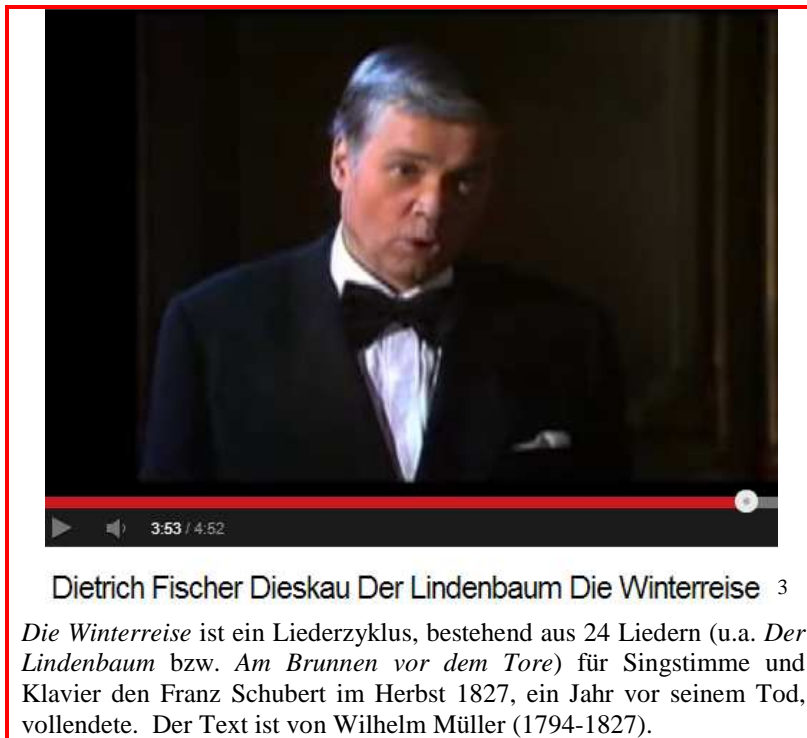 3:53 / 4:52
Dietrich Fischer Dieskau Der Lindenbaum Die Winterreise 3
Die Winterreise ist ein Liederzyklus, bestehend aus 24 Liedern (u.a. Der
Lindenbaum bzw. Am Brunnen vor dem Tore) für Singstimme und
Klavier den Franz Schubert im Herbst 1827, ein Jahr vor seinem Tod,
vollendete. Der Text ist von Wilhelm Müller (1794-1827).